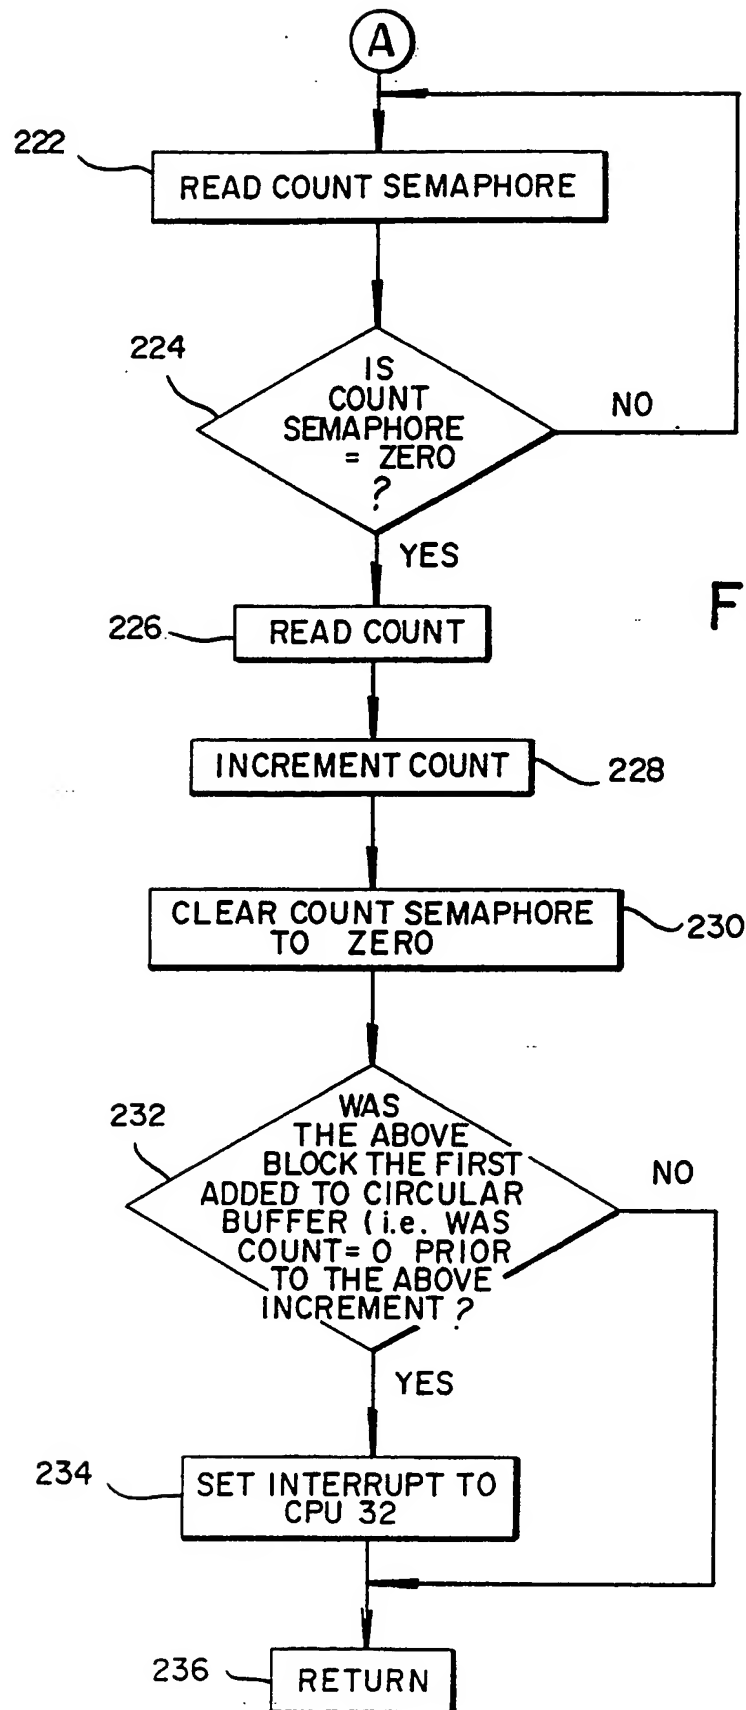 A
222
READ COUNT SEMAPHORE
224
IS
COUNT
SEMAPHORE
= ZERO
?
NO
YES
F
226
READ COUNT
INCREMENT COUNT
228
CLEAR COUNT SEMAPHORE
TO ZERO
230
232
WAS
THE ABOVE
BLOCK THE FIRST
ADDED TO CIRCULAR
BUFFER (i.e. WAS
COUNT= 0 PRIOR
TO THE ABOVE
INCREMENT ?
NO
YES
234
SET INTERRUPT TO
CPU 32
236
RETURN